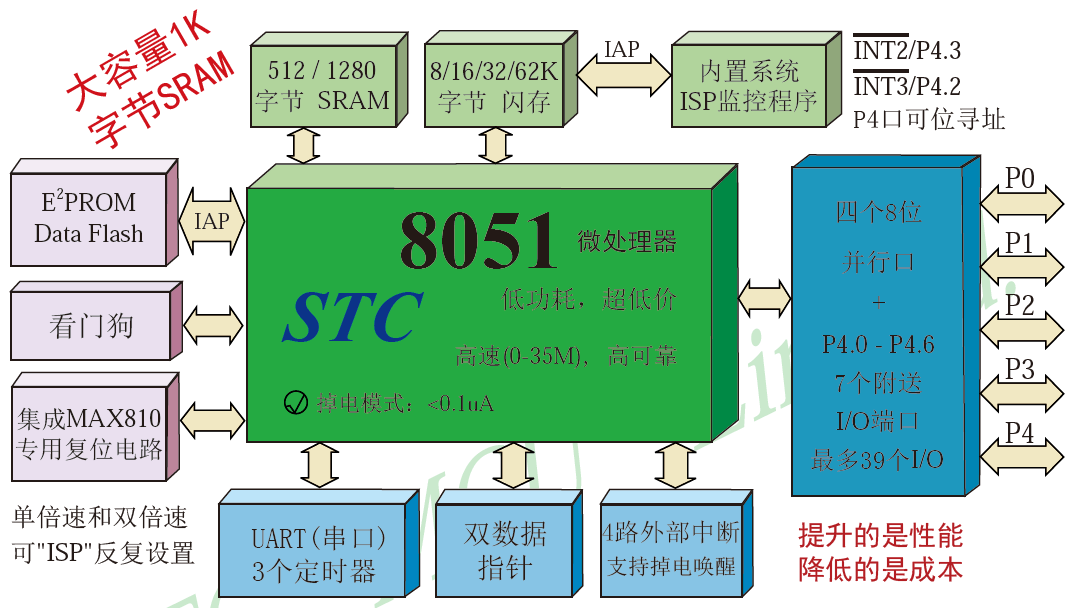 大容量1K
字节SRAM
512 / 1280
字节 SRAM
8/16/32/62K
字节 闪存
IAP
内置系统
ISP监控程序
INT2/P4.3
INT3/P4.2
P4口可位寻址
E²PROM
Data Flash
IAP
看门狗
集成MAX810
专用复位电路
单倍速和双倍速
可"ISP"反复设置
8051 微处理器
STC
低功耗，超低价
高速(0-35M)，高可靠
掉电模式：<0.1uA
四个8位
并行口
+
P4.0 - P4.6
7个附送
I/O端口
最多39个I/O
P0
P1
P2
P3
P4
UART(串口)
3个定时器
双数据
指针
4路外部中断
支持掉电唤醒
提升的是性能
降低的是成本